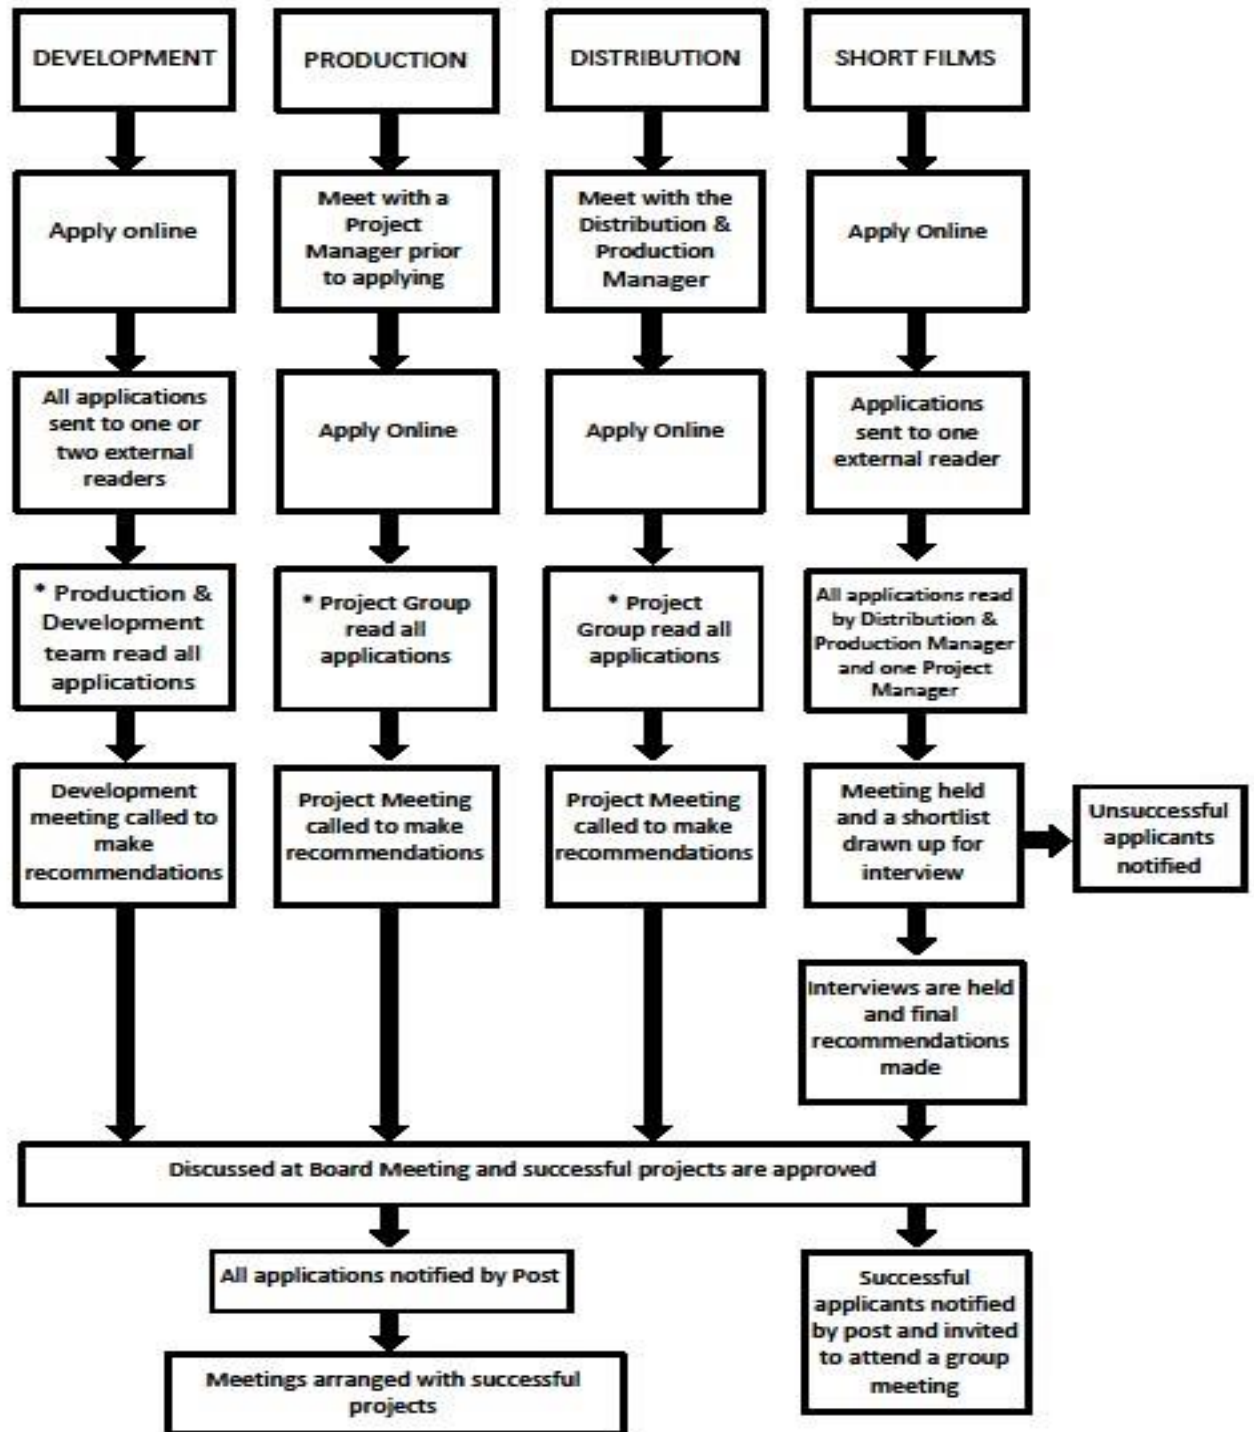 DEVELOPMENT
PRODUCTION
DISTRIBUTION
SHORT FILMS
Apply online
Meet with a
Project
Manager prior
to applying
Meet with the
Distribution &
Production
Manager
Apply Online
All applications
sent to one or
two external
readers
Apply Online
Apply Online
Applications
sent to one
external reader
* Production &
Development
team read all
applications
* Project Group
read all
applications
* Project
Group read all
applications
All applications read
by Distribution &
Production Manager
and one Project
Manager
Development
meeting called to
make
recommendations
Project Meeting
called to make
recommendations
Project Meeting
called to make
recommendations
Meeting held
and a shortlist
drawn up for
interview
Unsuccessful
applicants
notified
Interviews are held
and final
recommendations
made
Discussed at Board Meeting and successful projects are approved
All applications notified by Post
Meetings arranged with successful
projects
Successful
applicants notified
by post and invited
to attend a group
meeting